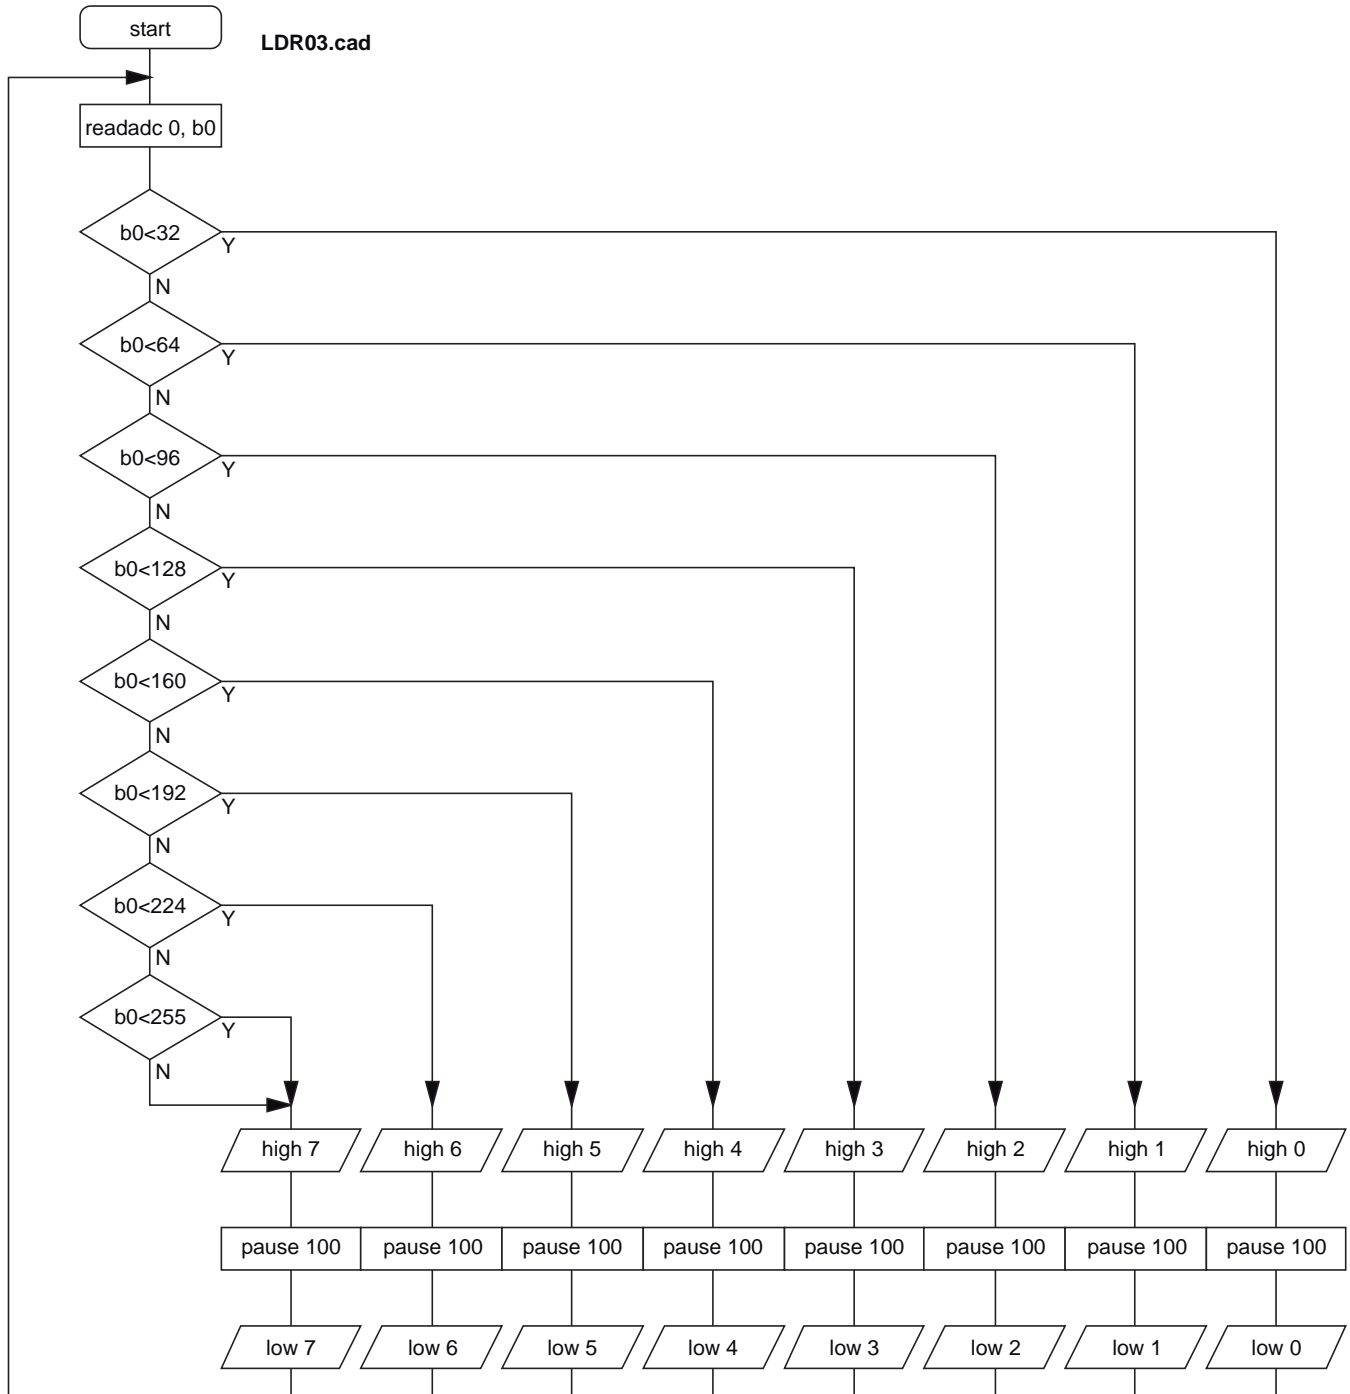 start
LDR03.cad
readadc 0, b0
b0<32
Y
N
b0<64
Y
N
b0<96
Y
N
b0<128
Y
N
b0<160
Y
N
b0<192
Y
N
b0<224
Y
N
b0<255
Y
N
high 7 high 6 high 5 high 4 high 3 high 2 high 1 high 0
pause 100 pause 100 pause 100 pause 100 pause 100 pause 100 pause 100 pause 100
low 7 low 6 low 5 low 4 low 3 low 2 low 1 low 0